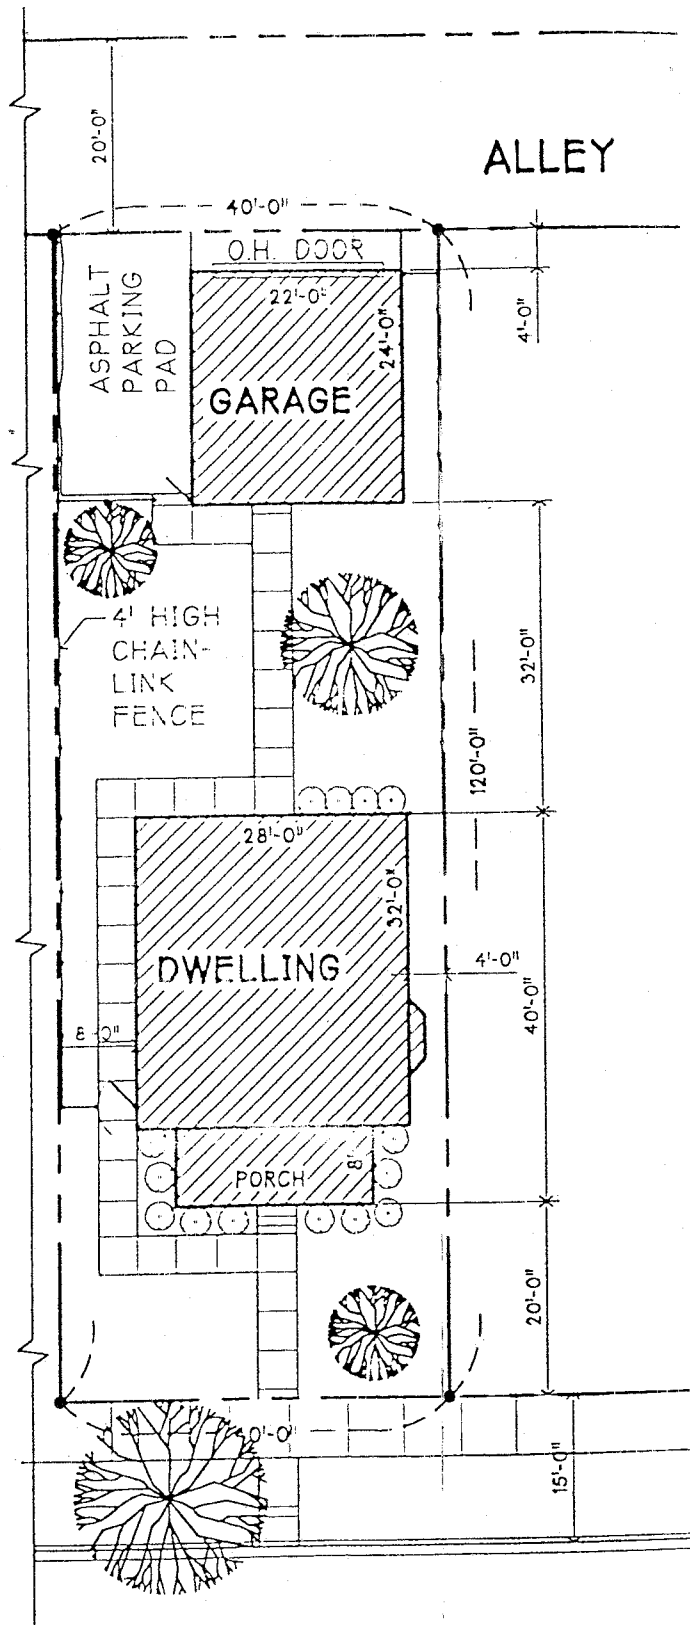 20'-0"
ALLEY
40'-0"
O.H. DOOR
22'-0"
4'-0"
ASPHALT
PARKING
PAD
24'-0"
GARAGE
4' HIGH
CHAIN-
LINK
FENCE
32'-0"
120'-0"
28'-0"
32'-0"
DWELLING
4'-0"
40'-0"
8'-0"
PORCH
8'
20'-0"
0'-0"
15'-0"